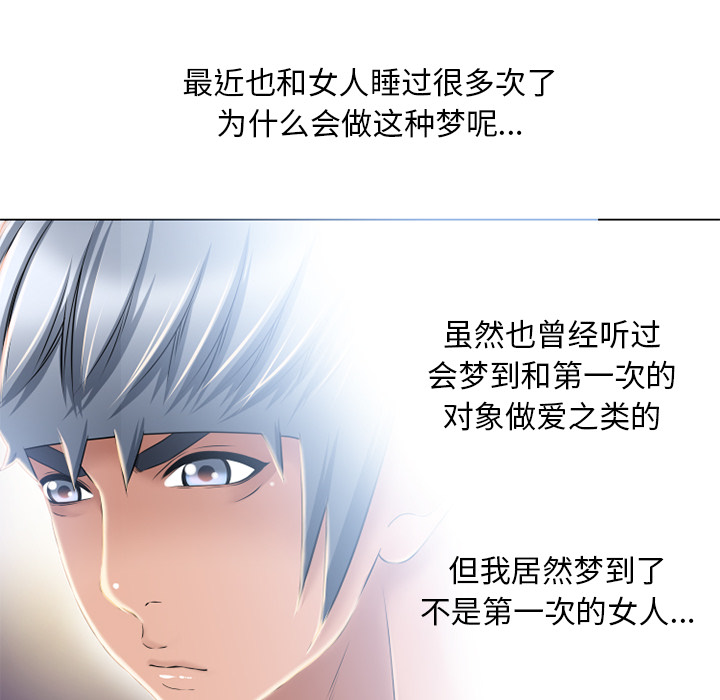 最近也和女人睡过很多次了
为什么会做这种梦呢...
虽然也曾经听过
会梦到和第一次的
对象做爱之类的
但我居然梦到了
不是第一次的女人...